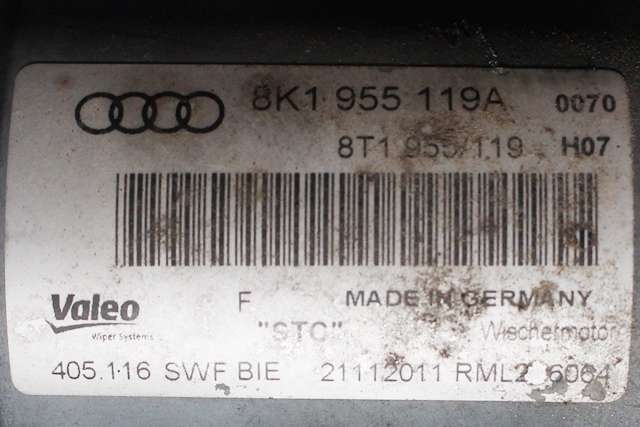 8K1 955 119A 0070
8T1 955 119 H07
Valeo F MADE IN GERMANY
Wiper Systems "STC" Wischermotor
405.116 SWF BIE 21112011 RML2 6064